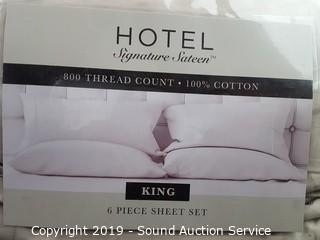 HOTEL
Signature Sateen™
800 THREAD COUNT • 100% COTTON
KING
6 PIECE SHEET SET
Copyright 2019 - Sound Auction Service